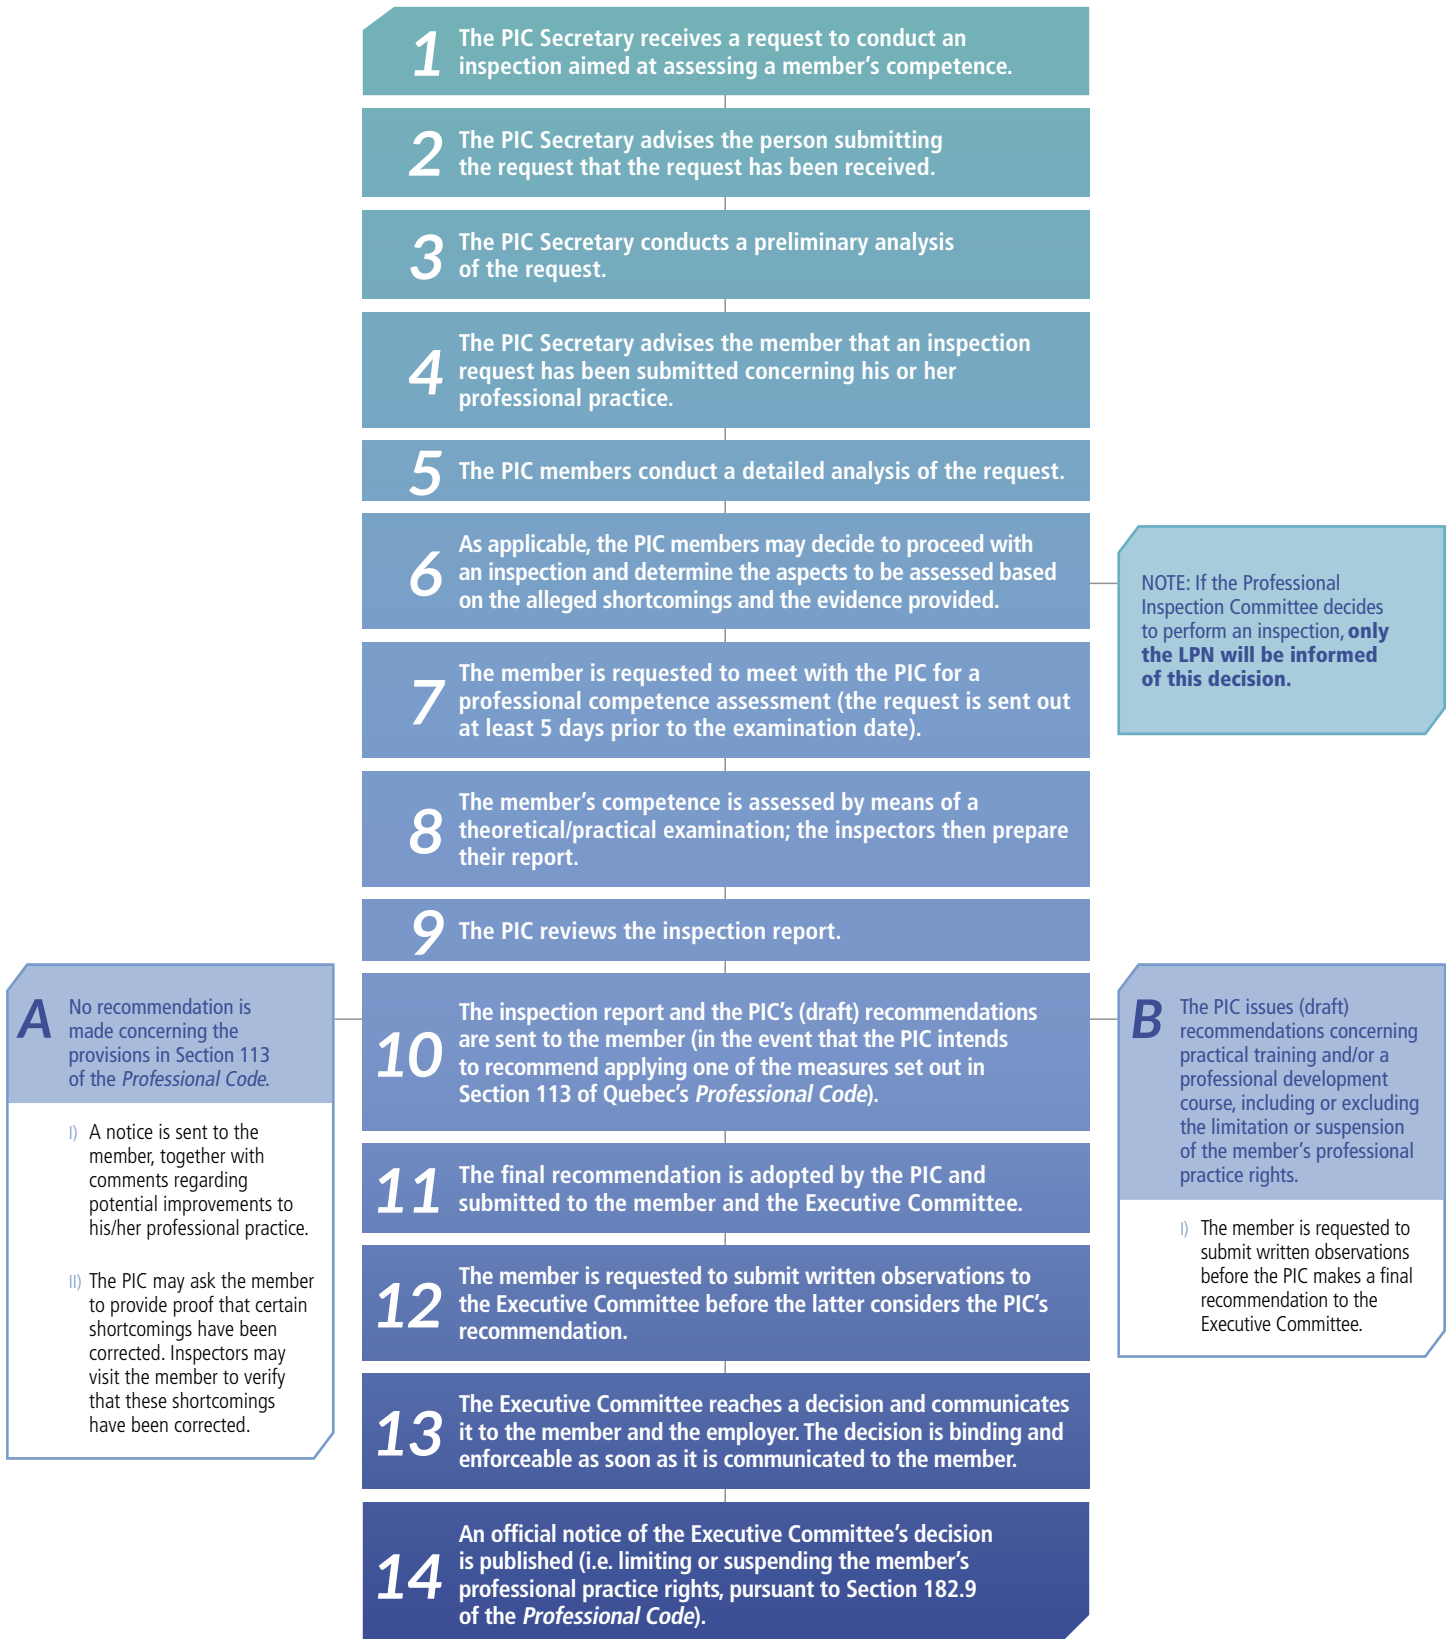 1
The PIC Secretary receives a request to conduct an
inspection aimed at assessing a member’s competence.
2
The PIC Secretary advises the person submitting
the request that the request has been received.
3
The PIC Secretary conducts a preliminary analysis
of the request.
4
The PIC Secretary advises the member that an inspection
request has been submitted concerning his or her
professional practice.
5
The PIC members conduct a detailed analysis of the request.
6
As applicable, the PIC members may decide to proceed with
an inspection and determine the aspects to be assessed based
on the alleged shortcomings and the evidence provided.
NOTE: If the Professional
Inspection Committee decides
to perform an inspection, only
the LPN will be informed
of this decision.
7
The member is requested to meet with the PIC for a
professional competence assessment (the request is sent out
at least 5 days prior to the examination date).
8
The member’s competence is assessed by means of a
theoretical/practical examination; the inspectors then prepare
their report.
9
The PIC reviews the inspection report.
10
The inspection report and the PIC’s (draft) recommendations
are sent to the member (in the event that the PIC intends
to recommend applying one of the measures set out in
Section 113 of Quebec’s Professional Code).
A
No recommendation is
made concerning the
provisions in Section 113
of the Professional Code.
I) A notice is sent to the
member, together with
comments regarding
potential improvements to
his/her professional practice.
II) The PIC may ask the member
to provide proof that certain
shortcomings have been
corrected. Inspectors may
visit the member to verify
that these shortcomings
have been corrected.
B
The PIC issues (draft)
recommendations concerning
practical training and/or a
professional development
course, including or excluding
the limitation or suspension
of the member’s professional
practice rights.
I) The member is requested to
submit written observations
before the PIC makes a final
recommendation to the
Executive Committee.
11
The final recommendation is adopted by the PIC and
submitted to the member and the Executive Committee.
12
The member is requested to submit written observations to
the Executive Committee before the latter considers the PIC’s
recommendation.
13
The Executive Committee reaches a decision and communicates
it to the member and the employer. The decision is binding and
enforceable as soon as it is communicated to the member.
14
An official notice of the Executive Committee’s decision
is published (i.e. limiting or suspending the member’s
professional practice rights, pursuant to Section 182.9
of the Professional Code).